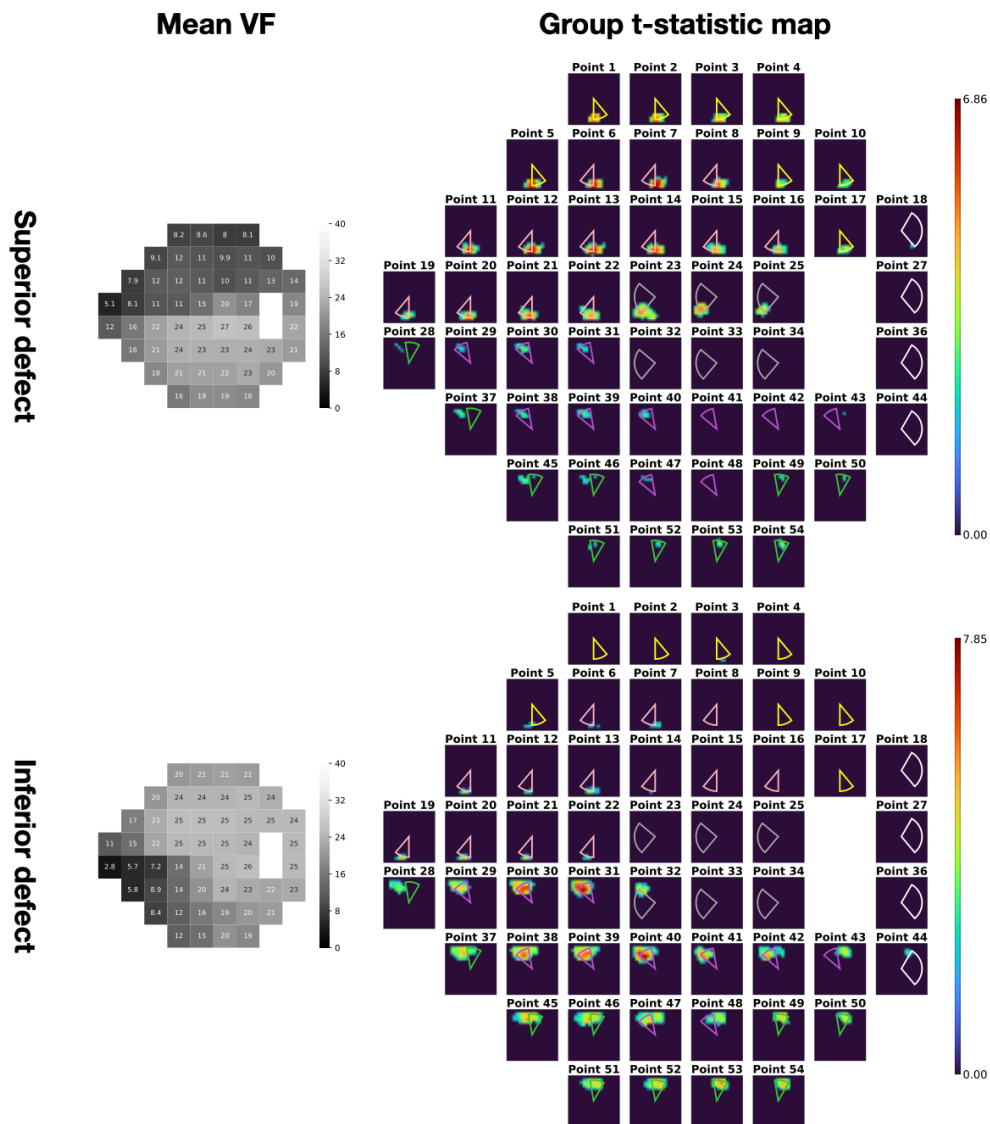 Mean VF
Group t-statistic map
Superior defect
8.2 8.6 8 8.1
9.1 12 11 9.9 11 10
7.9 12 12 11 10 11 13 14
5.1 8.1 11 11 15 20 17 19
12 16 22 24 25 27 26 22
16 21 24 23 23 24 23 21
18 21 21 22 23 20
16 19 19 18
40
32
24
16
8
0
Point 1 Point 2 Point 3 Point 4
Point 5 Point 6 Point 7 Point 8 Point 9 Point 10
Point 11 Point 12 Point 13 Point 14 Point 15 Point 16 Point 17 Point 18
Point 19 Point 20 Point 21 Point 22 Point 23 Point 24 Point 25 Point 27
Point 28 Point 29 Point 30 Point 31 Point 32 Point 33 Point 34 Point 36
Point 37 Point 38 Point 39 Point 40 Point 41 Point 42 Point 43 Point 44
Point 45 Point 46 Point 47 Point 48 Point 49 Point 50
Point 51 Point 52 Point 53 Point 54
6.86
0.00
Inferior defect
20 21 21 21
20 24 24 25 24 24
17 23 25 25 25 25 25 24
11 15 22 25 25 25 26 25
2.8 5.7 7.2 14 21 25 26 25
5.8 8.9 14 20 24 23 22 23
8.4 12 16 19 20 21
12 15 20 19
40
32
24
16
8
0
Point 1 Point 2 Point 3 Point 4
Point 5 Point 6 Point 7 Point 8 Point 9 Point 10
Point 11 Point 12 Point 13 Point 14 Point 15 Point 16 Point 17 Point 18
Point 19 Point 20 Point 21 Point 22 Point 23 Point 24 Point 25 Point 27
Point 28 Point 29 Point 30 Point 31 Point 32 Point 33 Point 34 Point 36
Point 37 Point 38 Point 39 Point 40 Point 41 Point 42 Point 43 Point 44
Point 45 Point 46 Point 47 Point 48 Point 49 Point 50
Point 51 Point 52 Point 53 Point 54
7.85
0.00